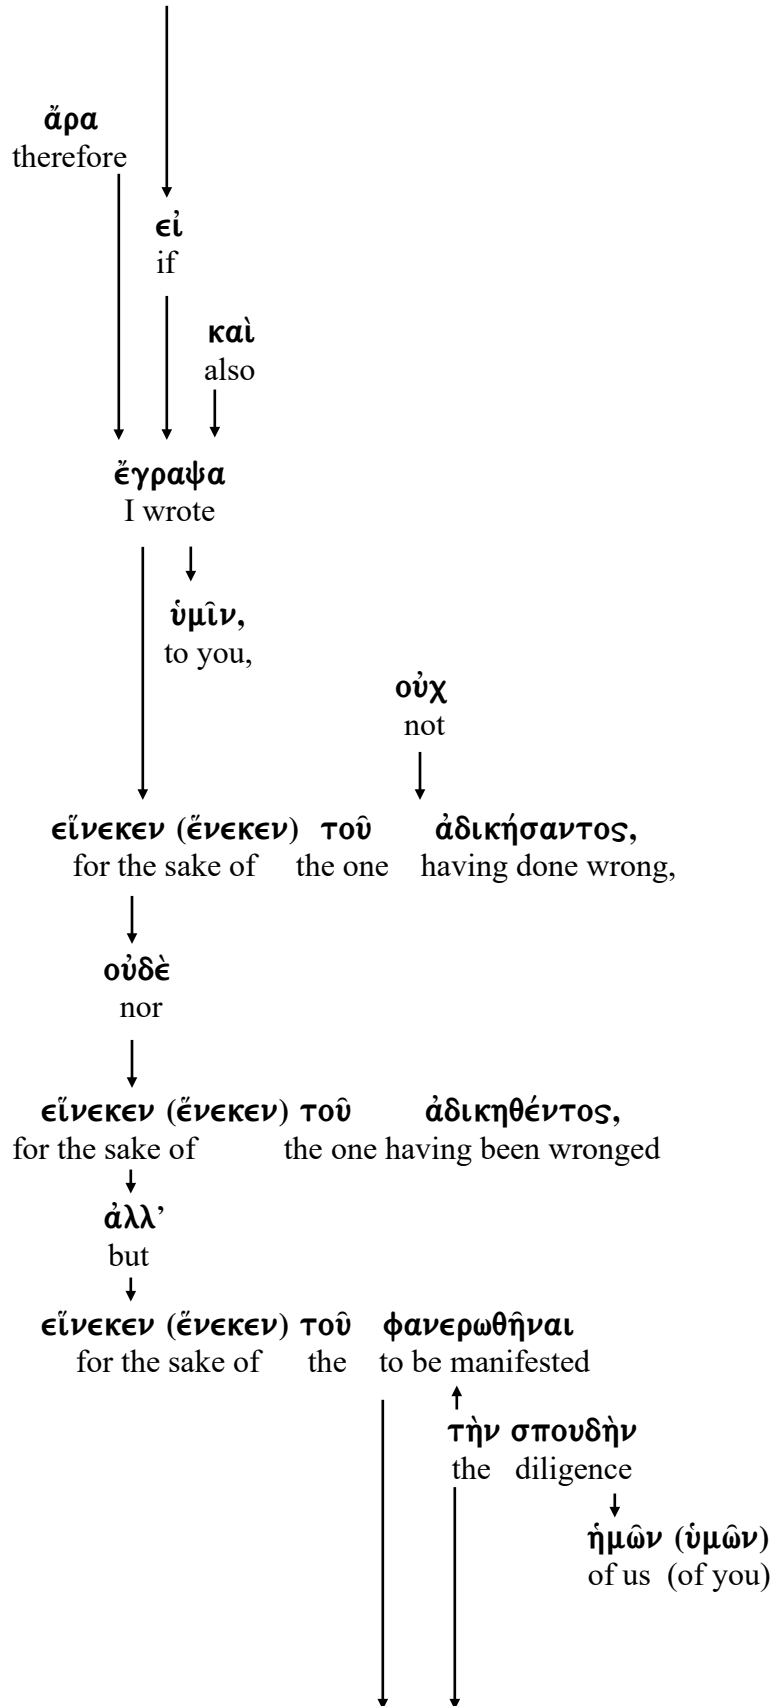 ἄρα
therefore
εἰ
if
καὶ
also
ἔγραψα
I wrote
ὑμῖν,
to you,
οὐχ
not
εἵνεκεν (ἕνεκεν) τοῦ ἀδικήσαντος,
for the sake of the one having done wrong,
οὐδὲ
nor
εἵνεκεν (ἕνεκεν) τοῦ ἀδικηθέντος,
for the sake of the one having been wronged
ἀλλ’
but
εἵνεκεν (ἕνεκεν) τοῦ φανερωθῆναι
for the sake of the to be manifested
τὴν σπουδὴν
the diligence
ἡμῶν (ὑμῶν)
of us (of you)